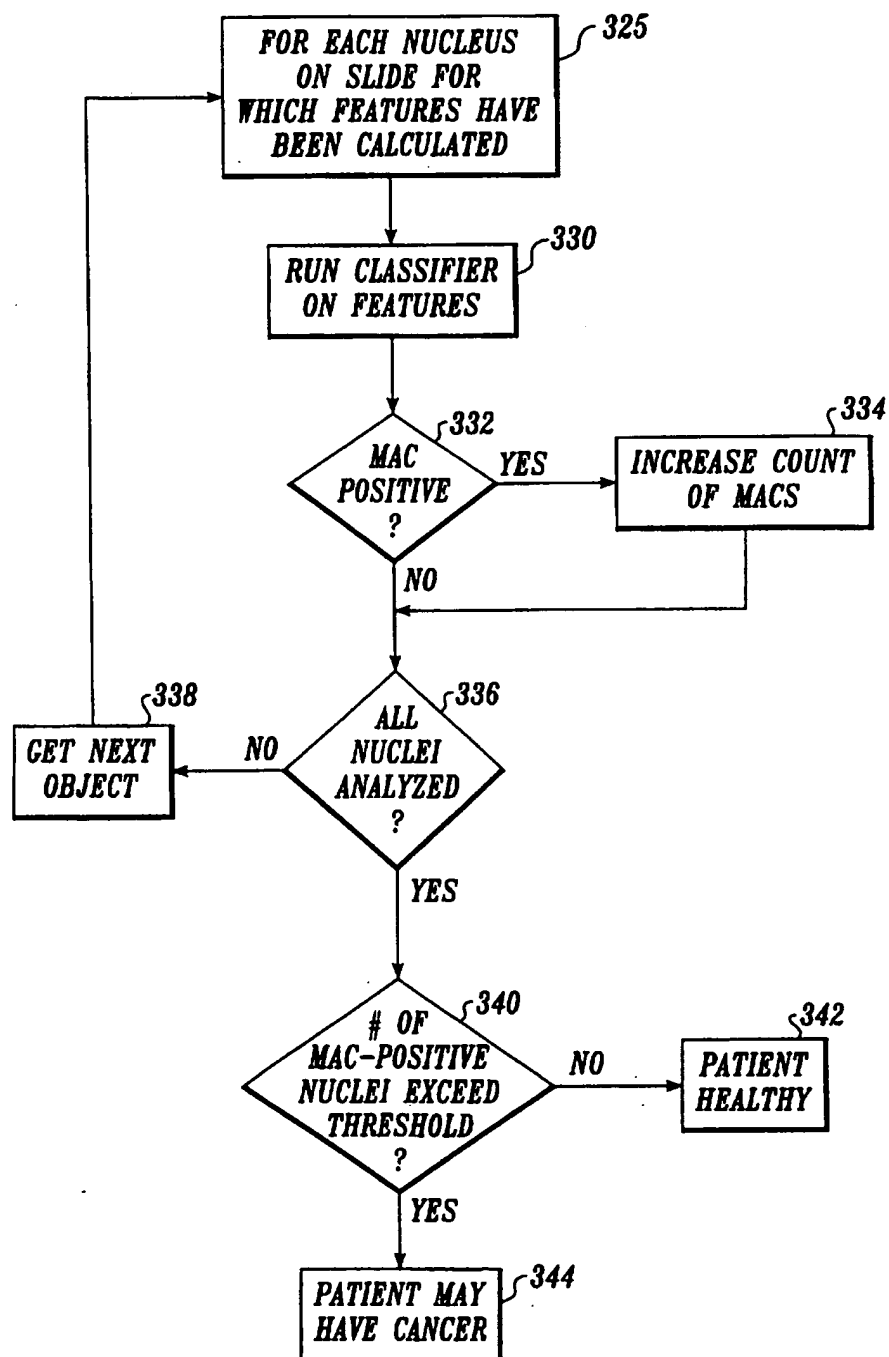 325
FOR EACH NUCLEUS
ON SLIDE FOR
WHICH FEATURES HAVE
BEEN CALCULATED
330
RUN CLASSIFIER
ON FEATURES
332
MAC
POSITIVE
?
YES
334
INCREASE COUNT
OF MACS
NO
336
ALL
NUCLEI
ANALYZED
?
NO
338
GET NEXT
OBJECT
YES
340
# OF
MAC-POSITIVE
NUCLEI EXCEED
THRESHOLD
?
NO
342
PATIENT
HEALTHY
YES
344
PATIENT MAY
HAVE CANCER